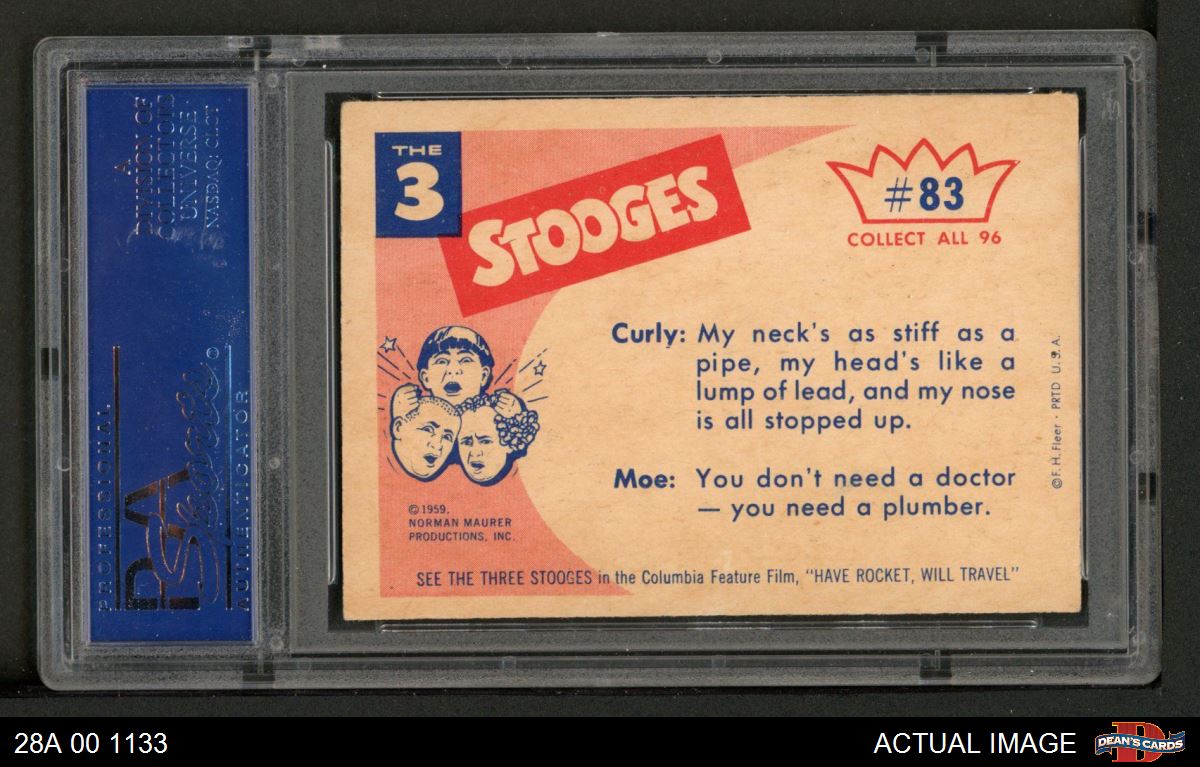 A
DIVISION OF
COLLECTORS
UNIVERSE
NASDAQ: CLCT
PROFESSIONAL
PSA
Sports
AUTHENTICATOR
THE
3
STOOGES
#83
COLLECT ALL 96
Curly: My neck's as stiff as a
pipe, my head's like a
lump of lead, and my nose
is all stopped up.
Moe: You don't need a doctor
— you need a plumber.
© F. H. Fleer · PRTD U. S. A.
© 1959,
NORMAN MAURER
PRODUCTIONS, INC.
SEE THE THREE STOOGES in the Columbia Feature Film, "HAVE ROCKET, WILL TRAVEL"
28A 00 1133
ACTUAL IMAGE
D
DEAN'S CARDS